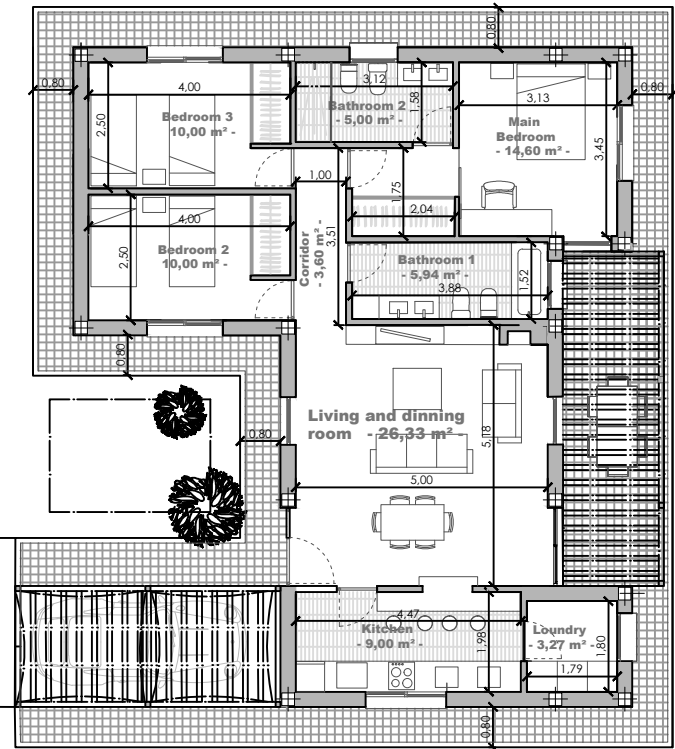 0,80
0,80
0,80
4,00
3,12
1,58
Bedroom 3
10,00 m² -
2,50
Bathroom 2
- 5,00 m² -
3,13
Main
Bedroom
- 14,60 m² -
3,45
1,00
1,75
2,04
4,00
2,50
Bedroom 2
10,00 m² -
Corridor
- 3,60 m² -
3,51
Bathroom 1
- 5,94 m² -
3,88
1,52
0,80
0,80
Living and dinning
room - 26,33 m² -
5,18
5,00
4,47
Kitchen
- 9,00 m² -
1,98
Loundry
- 3,27 m² -
1,80
1,79
0,80